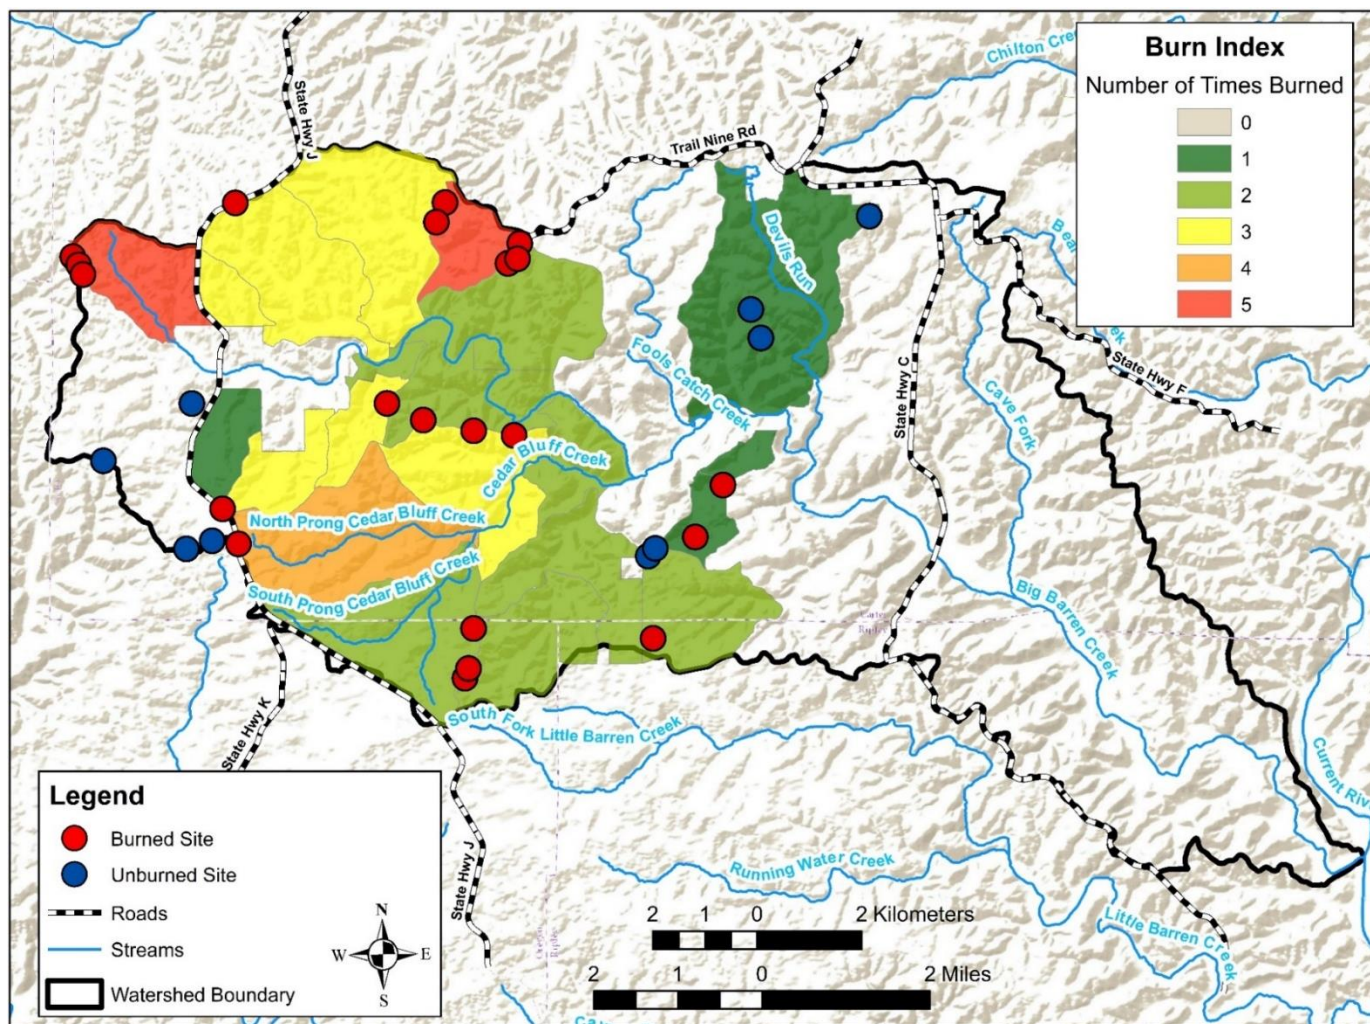 Burn Index
Number of Times Burned
0
1
2
3
4
5
State Hwy J
Trail Nine Rd
Devils Run
Fools Catch Creek
State Hwy C
State Hwy F
Cave Fork
Cedar Bluff Creek
North Prong Cedar Bluff Creek
South Prong Cedar Bluff Creek
Big Barren Creek
South Fork Little Barren Creek
State Hwy K
State Hwy J
Running Water Creek
Little Barren Creek
Legend
Burned Site
Unburned Site
Roads
Streams
Watershed Boundary
N
W
E
S
2 1 0 2 Kilometers
2 1 0 2 Miles